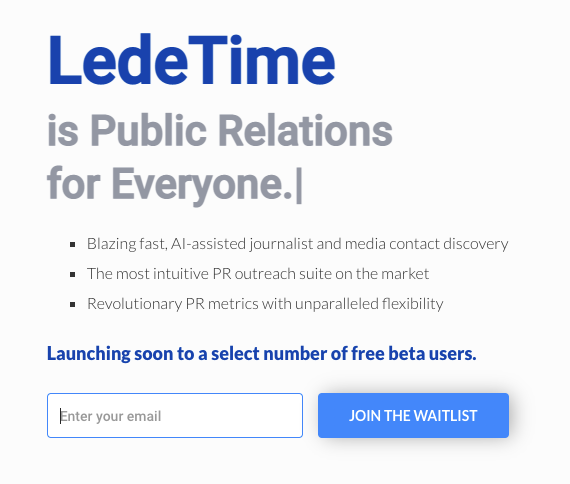 LedeTime
is Public Relations
for Everyone.|
Blazing fast, AI-assisted journalist and media contact discovery
The most intuitive PR outreach suite on the market
Revolutionary PR metrics with unparalleled flexibility
Launching soon to a select number of free beta users.
Enter your email
JOIN THE WAITLIST